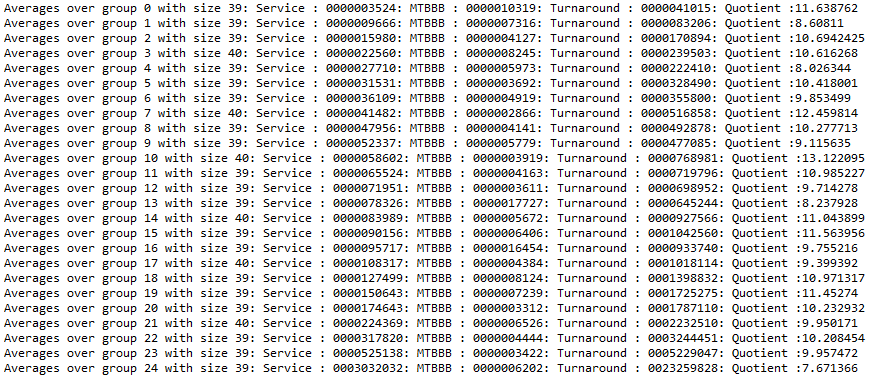 Averages over group 0 with size 39: Service : 0000003524: MTBBB : 0000010319: Turnaround : 0000041015: Quotient :11.638762
Averages over group 1 with size 39: Service : 0000009666: MTBBB : 0000007316: Turnaround : 0000083206: Quotient :8.60811
Averages over group 2 with size 39: Service : 0000015980: MTBBB : 0000004127: Turnaround : 0000170894: Quotient :10.6942425
Averages over group 3 with size 40: Service : 0000022560: MTBBB : 0000008245: Turnaround : 0000239503: Quotient :10.616268
Averages over group 4 with size 39: Service : 0000027710: MTBBB : 0000005973: Turnaround : 0000222410: Quotient :8.026344
Averages over group 5 with size 39: Service : 0000031531: MTBBB : 0000003692: Turnaround : 0000328490: Quotient :10.418001
Averages over group 6 with size 39: Service : 0000036109: MTBBB : 0000004919: Turnaround : 0000355800: Quotient :9.853499
Averages over group 7 with size 40: Service : 0000041482: MTBBB : 0000002866: Turnaround : 0000516858: Quotient :12.459814
Averages over group 8 with size 39: Service : 0000047956: MTBBB : 0000004141: Turnaround : 0000492878: Quotient :10.277713
Averages over group 9 with size 39: Service : 0000052337: MTBBB : 0000005779: Turnaround : 0000477085: Quotient :9.115635
Averages over group 10 with size 40: Service : 0000058602: MTBBB : 0000003919: Turnaround : 0000768981: Quotient :13.122095
Averages over group 11 with size 39: Service : 0000065524: MTBBB : 0000004163: Turnaround : 0000719796: Quotient :10.985227
Averages over group 12 with size 39: Service : 0000071951: MTBBB : 0000003611: Turnaround : 0000698952: Quotient :9.714278
Averages over group 13 with size 39: Service : 0000078326: MTBBB : 0000017727: Turnaround : 0000645244: Quotient :8.237928
Averages over group 14 with size 40: Service : 0000083989: MTBBB : 0000005672: Turnaround : 0000927566: Quotient :11.043899
Averages over group 15 with size 39: Service : 0000090156: MTBBB : 0000006406: Turnaround : 0001042560: Quotient :11.563956
Averages over group 16 with size 39: Service : 0000095717: MTBBB : 0000016454: Turnaround : 0000933740: Quotient :9.755216
Averages over group 17 with size 40: Service : 0000108317: MTBBB : 0000004384: Turnaround : 0001018114: Quotient :9.399392
Averages over group 18 with size 39: Service : 0000127499: MTBBB : 0000008124: Turnaround : 0001398832: Quotient :10.971317
Averages over group 19 with size 39: Service : 0000150643: MTBBB : 0000007239: Turnaround : 0001725275: Quotient :11.45274
Averages over group 20 with size 39: Service : 0000174643: MTBBB : 0000003312: Turnaround : 0001787110: Quotient :10.232932
Averages over group 21 with size 40: Service : 0000224369: MTBBB : 0000006526: Turnaround : 0002232510: Quotient :9.950171
Averages over group 22 with size 39: Service : 0000317820: MTBBB : 0000004444: Turnaround : 0003244451: Quotient :10.208454
Averages over group 23 with size 39: Service : 0000525138: MTBBB : 0000003422: Turnaround : 0005229047: Quotient :9.957472
Averages over group 24 with size 39: Service : 0003032032: MTBBB : 0000006202: Turnaround : 0023259828: Quotient :7.671366